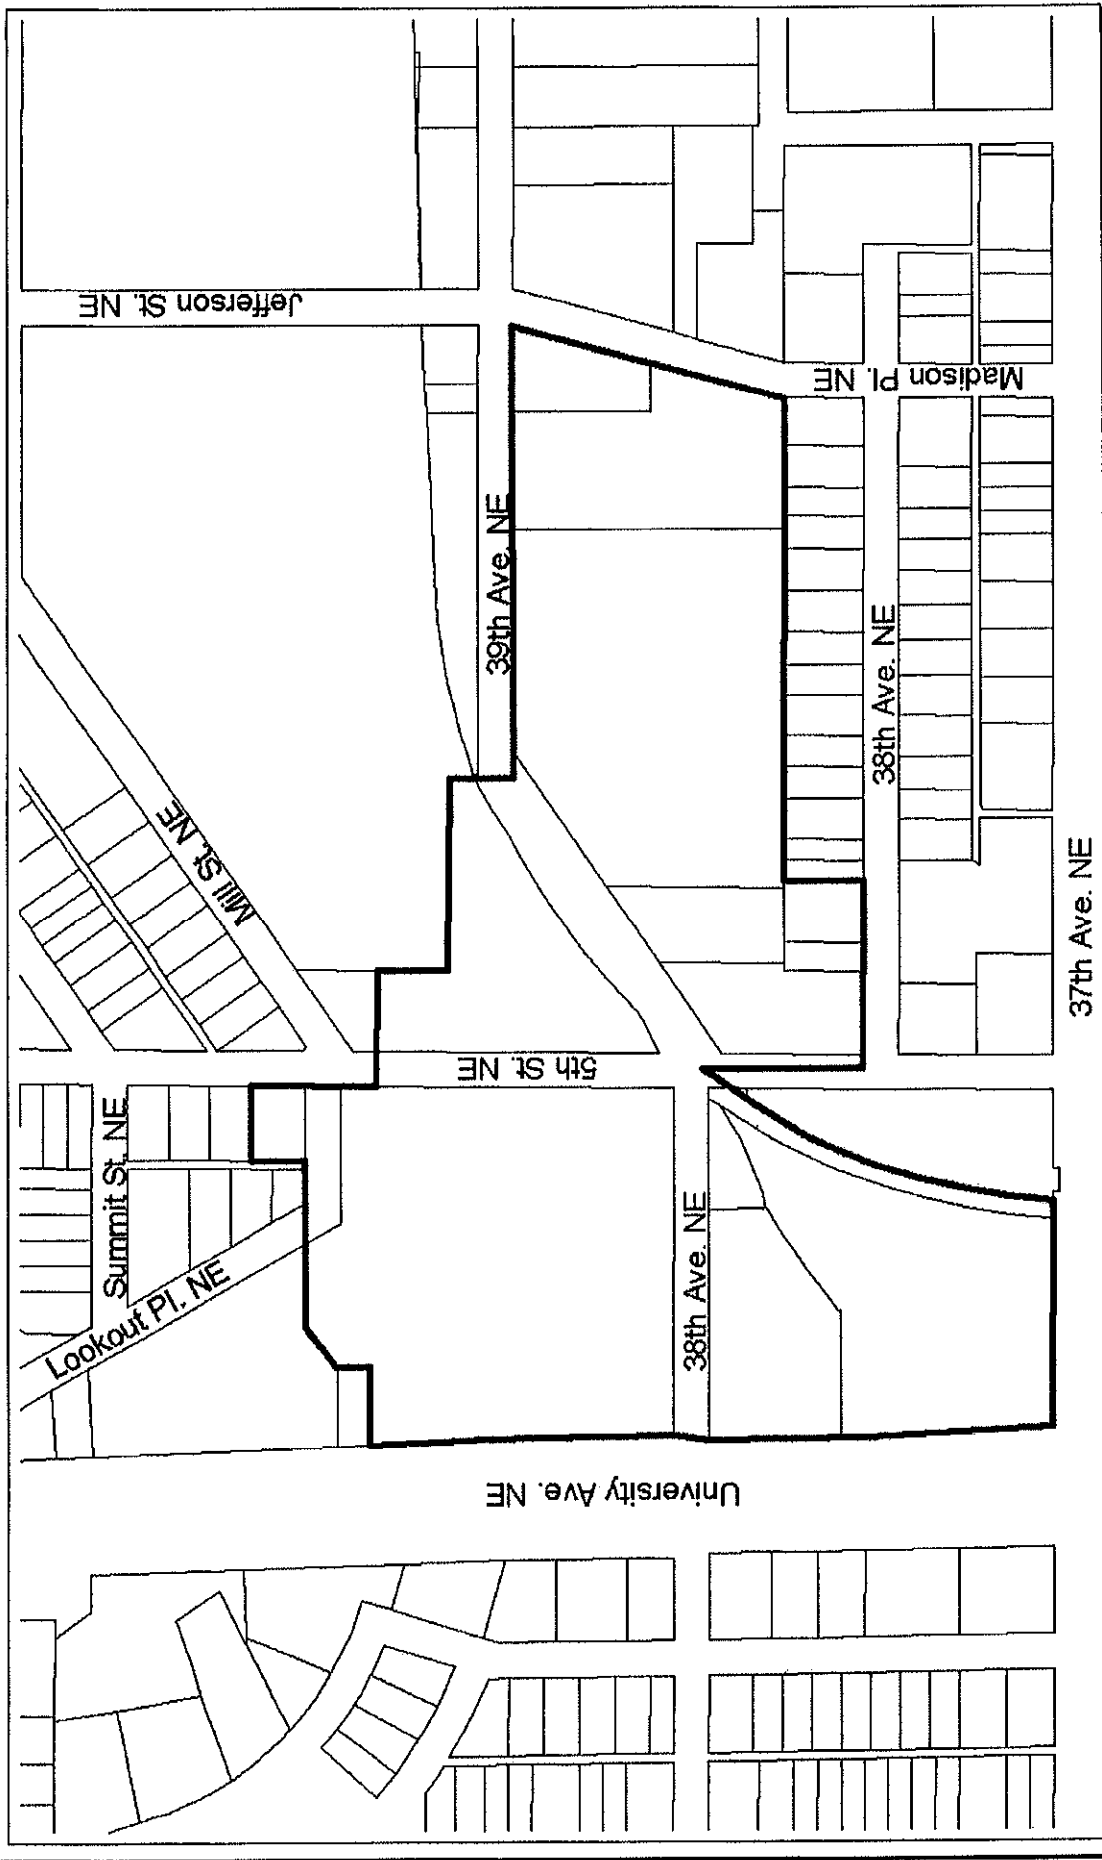 Jefferson St. NE
Madison Pl. NE
39th Ave. NE
38th Ave. NE
Mill St. NE
37th Ave. NE
5th St. NE
Summit St. NE
38th Ave. NE
Lookout Pl. NE
University Ave. NE